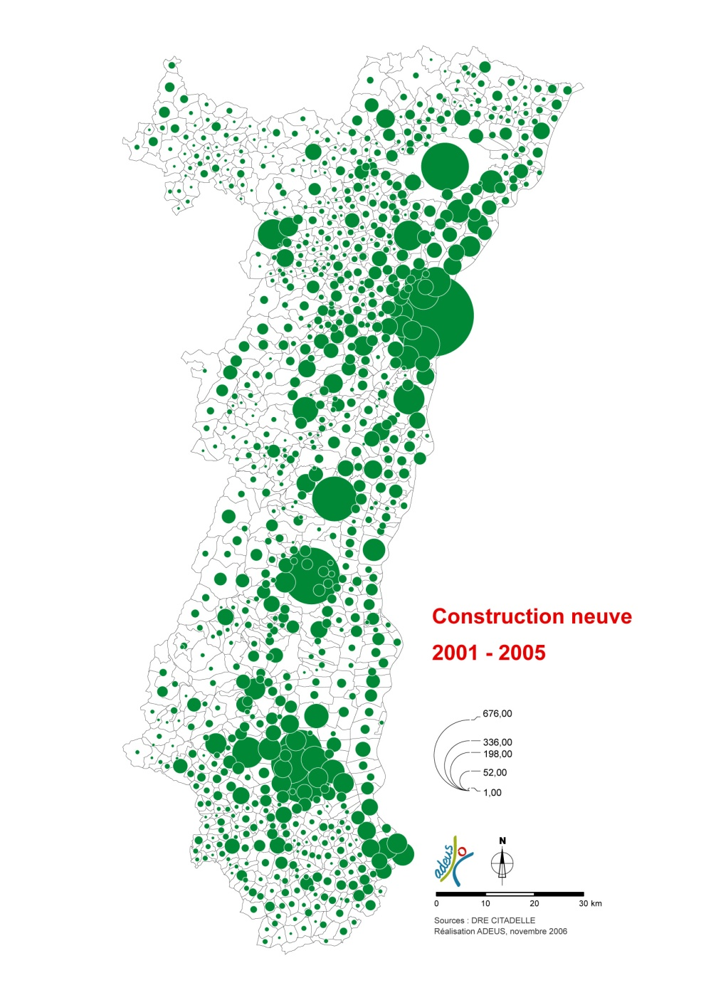 Construction neuve
2001 - 2005
676,00
336,00
198,00
52,00
1,00
adeus
N
0 10 20 30 km
Sources : DRE CITADELLE
Réalisation ADEUS, novembre 2006